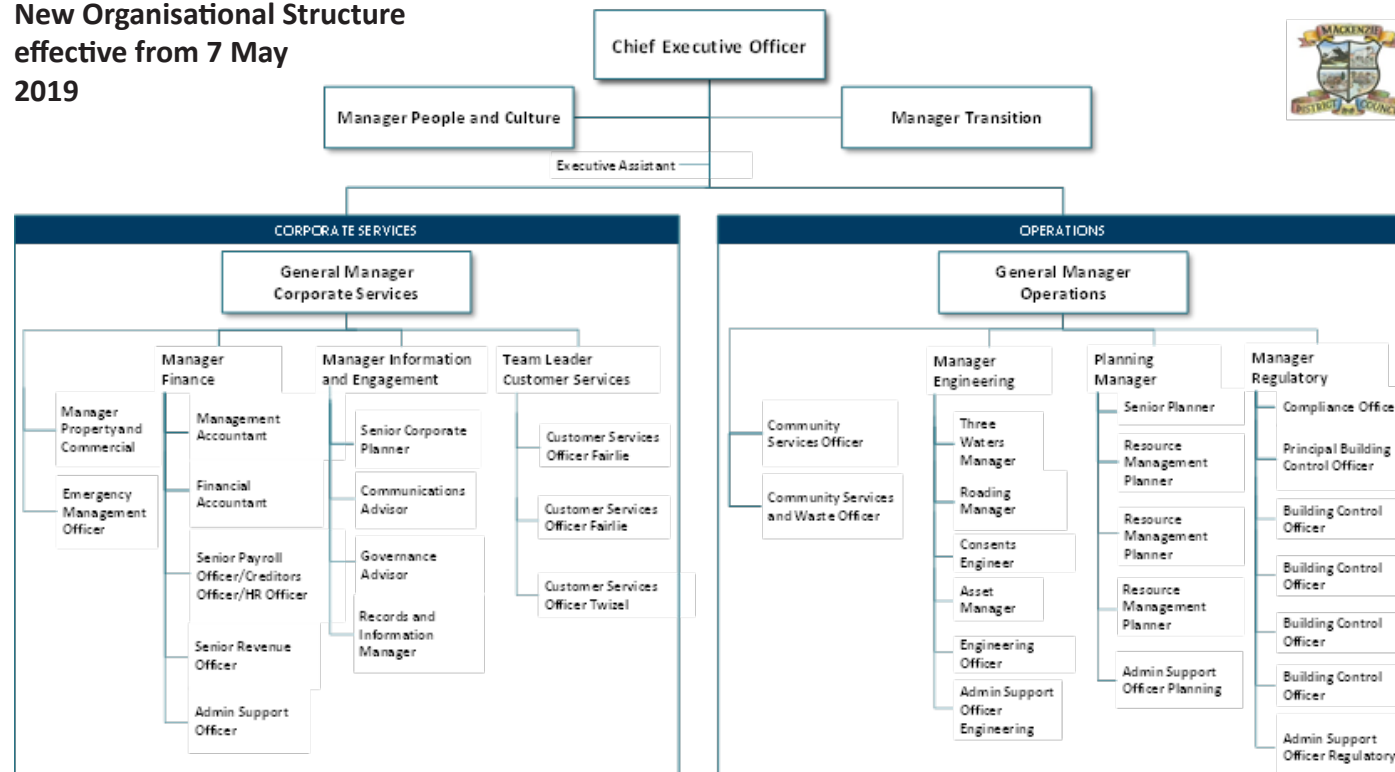 New Organisational Structure
effective from 7 May
2019
MACKENZIE
DISTRICT COUNCIL
Chief Executive Officer
Manager People and Culture
Manager Transition
Executive Assistant
CORPORATE SERVICES
General Manager
Corporate Services
Manager
Property and
Commercial
Emergency
Management
Officer
Manager
Finance
Management
Accountant
Financial
Accountant
Senior Payroll
Officer/Creditors
Officer/HR Officer
Senior Revenue
Officer
Admin Support
Officer
Manager Information
and Engagement
Senior Corporate
Planner
Communications
Advisor
Governance
Advisor
Records and
Information
Manager
Team Leader
Customer Services
Customer Services
Officer Fairlie
Customer Services
Officer Fairlie
Customer Services
Officer Twizel
OPERATIONS
General Manager
Operations
Community
Services Officer
Community Services
and Waste Officer
Manager
Engineering
Three
Waters
Manager
Roading
Manager
Consents
Engineer
Asset
Manager
Engineering
Officer
Admin Support
Officer
Engineering
Planning
Manager
Senior Planner
Resource
Management
Planner
Resource
Management
Planner
Resource
Management
Planner
Admin Support
Officer Planning
Manager
Regulatory
Compliance Office
Principal Building
Control Officer
Building Control
Officer
Building Control
Officer
Building Control
Officer
Building Control
Officer
Admin Support
Officer Regulatory